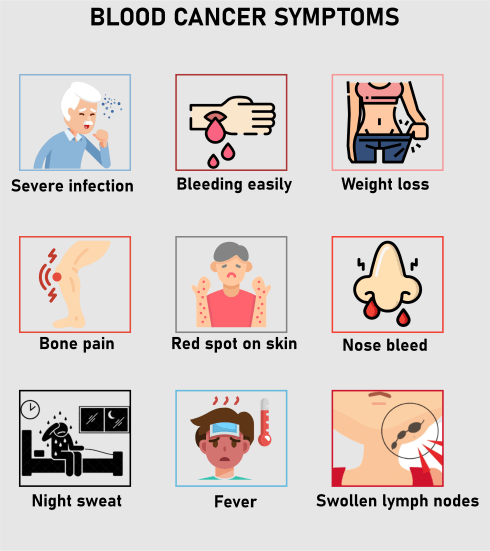 BLOOD CANCER SYMPTOMS
Severe infection
Bleeding easily
Weight loss
Bone pain
Red spot on skin
Nose bleed
Night sweat
Fever
Swollen lymph nodes